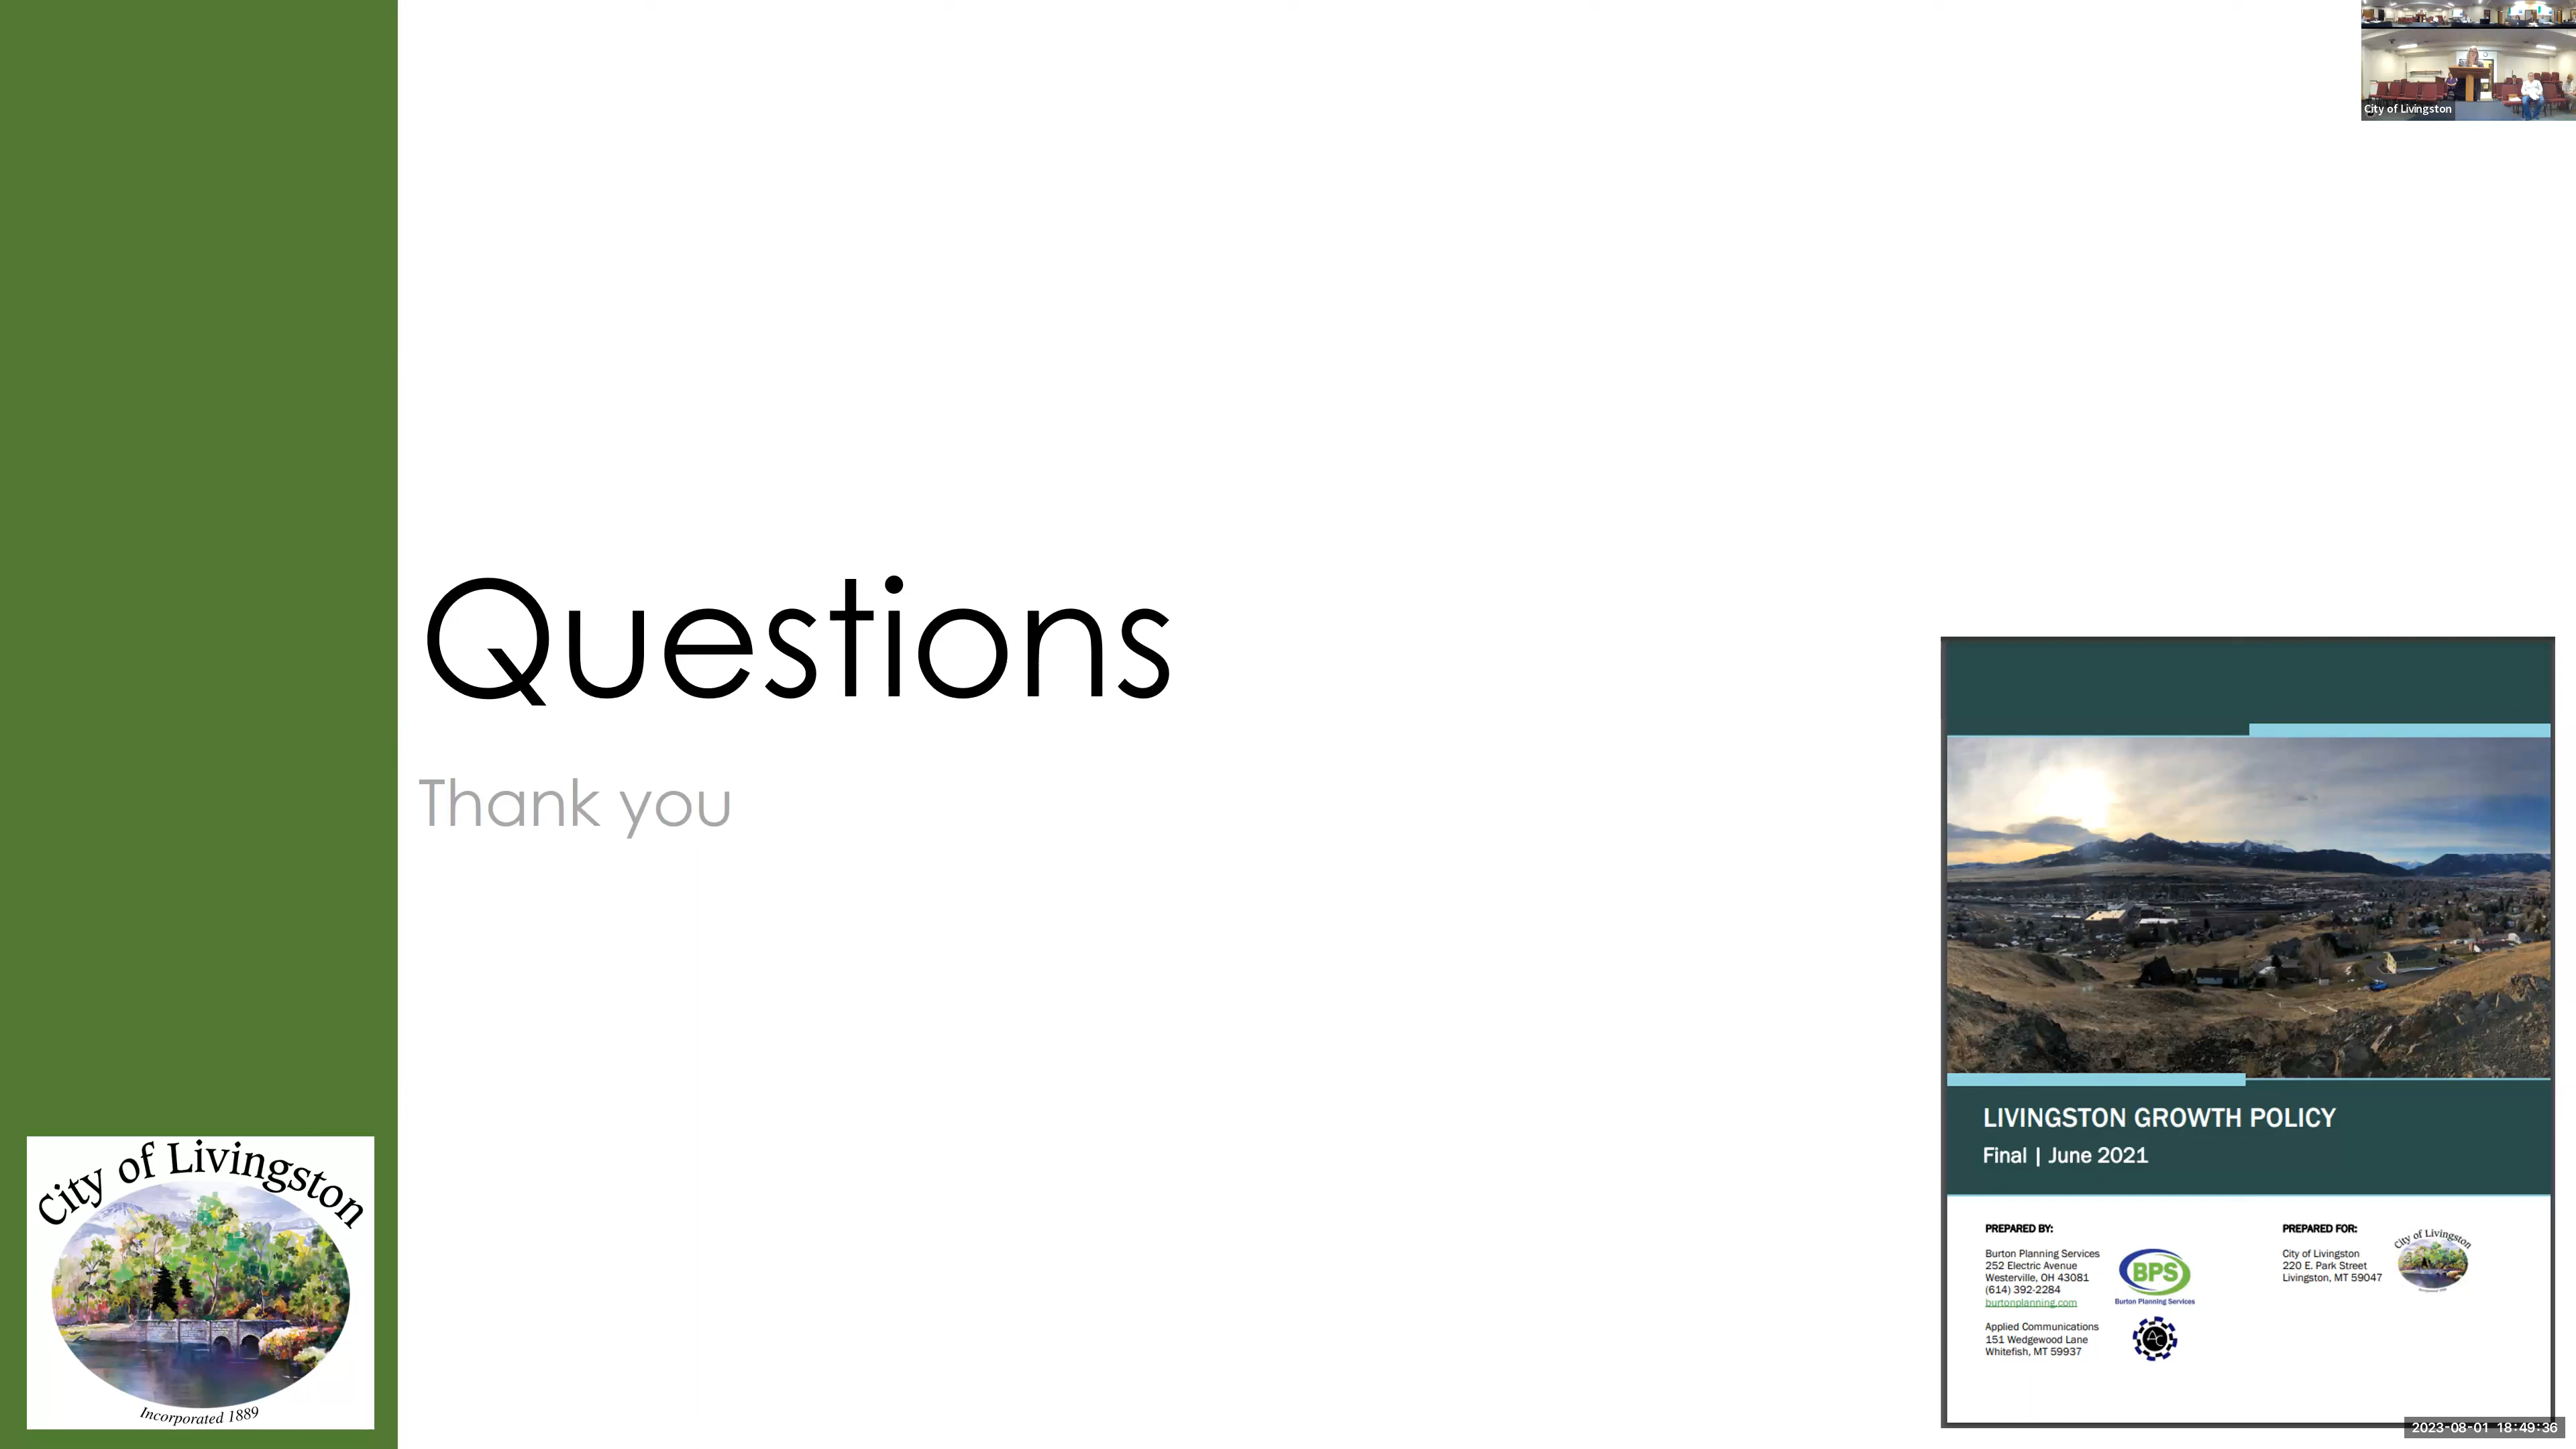 City of Livingston
Questions
Thank you
City of Livingston
Incorporated 1889
LIVINGSTON GROWTH POLICY
Final | June 2021
PREPARED BY:
Burton Planning Services
252 Electric Avenue
Westerville, OH 43081
(614) 392-2284
burtonplanning.com
BPS
Burton Planning Services
Applied Communications
151 Wedgewood Lane
Whitefish, MT 59937
AC
PREPARED FOR:
City of Livingston
220 E. Park Street
Livingston, MT 59047
City of Livingston
2023-08-01 18:49:36